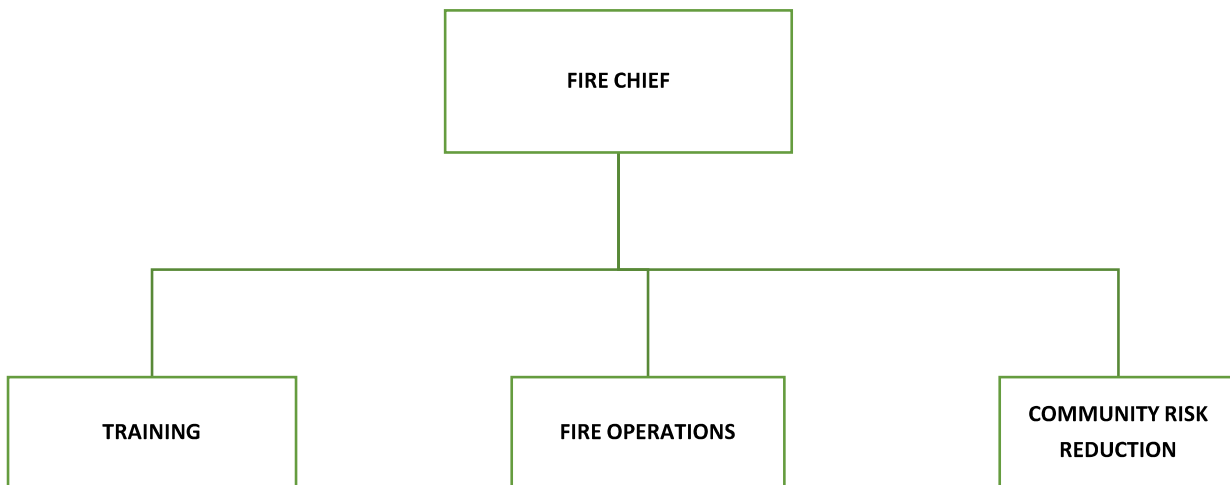 FIRE CHIEF
TRAINING
FIRE OPERATIONS
COMMUNITY RISK
REDUCTION